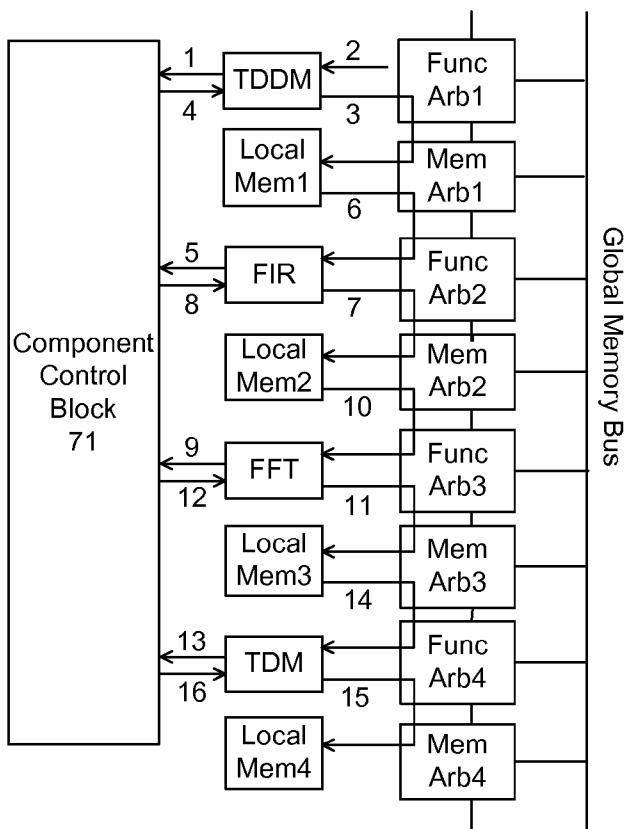 1
2
TDDM
Func
Arb1
4
3
Local
Mem1
Mem
Arb1
6
5
FIR
Func
Arb2
8
7
Global Memory Bus
Component
Control
Block
71
Local
Mem2
Mem
Arb2
10
9
FFT
Func
Arb3
12
11
Local
Mem3
Mem
Arb3
14
13
TDM
Func
Arb4
16
15
Local
Mem4
Mem
Arb4